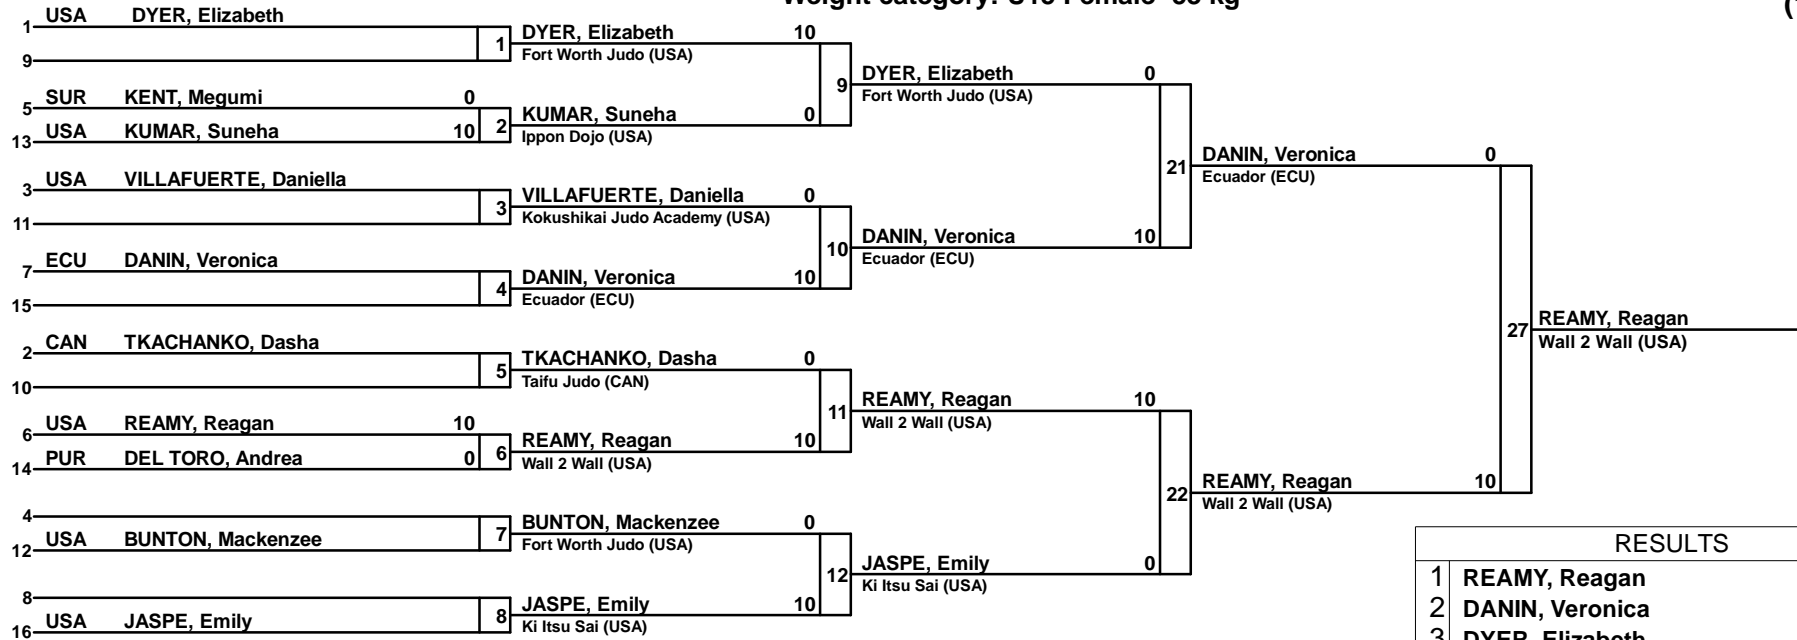 1 USA DYER, Elizabeth
9
1
5 SUR KENT, Megumi 0
13 USA KUMAR, Suneha 10
2
3 USA VILLAFUERTE, Daniella
11
3
7 ECU DANIN, Veronica
15
4
2 CAN TKACHANKO, Dasha
10
5
6 USA REAMY, Reagan 10
14 PUR DEL TORO, Andrea 0
6
4
12 USA BUNTON, Mackenzee
7
8
16 USA JASPE, Emily
8
DYER, Elizabeth 10
Fort Worth Judo (USA)
9
KUMAR, Suneha 0
Ippon Dojo (USA)
VILLAFUERTE, Daniella 0
Kokushikai Judo Academy (USA)
10
DANIN, Veronica 10
Ecuador (ECU)
TKACHANKO, Dasha 0
Taifu Judo (CAN)
11
REAMY, Reagan 10
Wall 2 Wall (USA)
BUNTON, Mackenzee 0
Fort Worth Judo (USA)
12
JASPE, Emily 10
Ki Itsu Sai (USA)
DYER, Elizabeth 0
Fort Worth Judo (USA)
21
DANIN, Veronica 10
Ecuador (ECU)
REAMY, Reagan 10
Wall 2 Wall (USA)
22
JASPE, Emily 0
Ki Itsu Sai (USA)
DANIN, Veronica 0
Ecuador (ECU)
27
REAMY, Reagan 10
Wall 2 Wall (USA)
REAMY, Reagan
Wall 2 Wall (USA)
RESULTS
1 REAMY, Reagan
2 DANIN, Veronica
3 DYER, Elizabeth